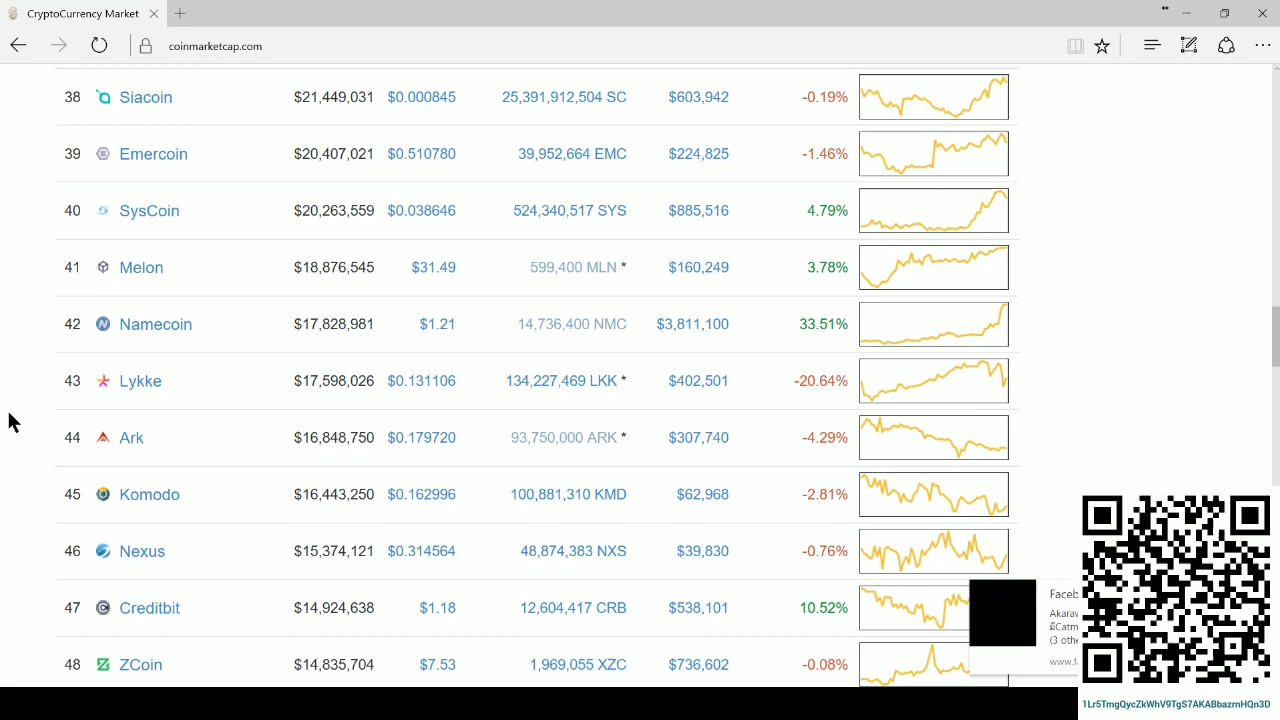 CryptoCurrency Market
coinmarketcap.com
38 Siacoin $21,449,031 $0.000845 25,391,912,504 SC $603,942 -0.19%
39 Emercoin $20,407,021 $0.510780 39,952,664 EMC $224,825 -1.46%
40 SysCoin $20,263,559 $0.038646 524,340,517 SYS $885,516 4.79%
41 Melon $18,876,545 $31.49 599,400 MLN * $160,249 3.78%
42 Namecoin $17,828,981 $1.21 14,736,400 NMC $3,811,100 33.51%
43 Lykke $17,598,026 $0.131106 134,227,469 LKK * $402,501 -20.64%
44 Ark $16,848,750 $0.179720 93,750,000 ARK * $307,740 -4.29%
45 Komodo $16,443,250 $0.162996 100,881,310 KMD $62,968 -2.81%
46 Nexus $15,374,121 $0.314564 48,874,383 NXS $39,830 -0.76%
47 Creditbit $14,924,638 $1.18 12,604,417 CRB $538,101 10.52%
48 ZCoin $14,835,704 $7.53 1,969,055 XZC $736,602 -0.08%
Faceb
Akaraw
(3 othe
1Lr5TmgQycZkWhV9TgS7AKABbazrnHQn3D